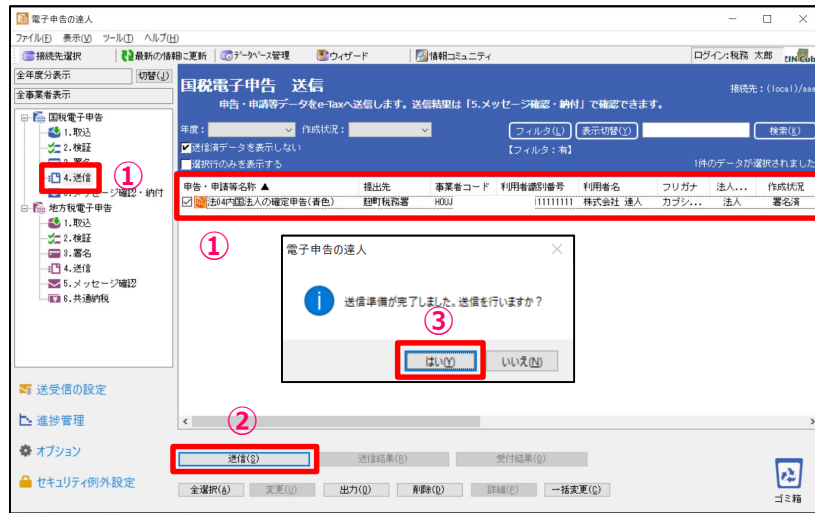 電子申告の達人
ファイル(F) 表示(V) ツール(T) ヘルプ(H)
接続先選択 最新の情報に更新 データベース管理 ウィザード 情報コミュニティ ログイン:税務 太郎
全年度分表示 切替(J)
全事業者表示
国税電子申告 送信
接続先:(local)/aaa
申告・申請等データをe-Taxへ送信します。送信結果は「5.メッセージ確認・納付」で確認できます。
年度: 作成状況: フィルタ(L) 表示切替(Y) 検索(K)
送信済データを表示しない 【フィルタ:有】
選択行のみを表示する 1件のデータが選択されました
国税電子申告
1.取込
2.検証
3.署名
4.送信
①
メッセージ確認・納付
地方税電子申告
1.取込
2.検証
3.署名
4.送信
5.メッセージ確認
6.共通納税
申告・申請等名称 ▲ 提出先 事業者コード 利用者識別番号 利用者名 フリガナ 法人... 作成状況
法04内国法人の確定申告(青色) 麹町税務署 HOUJ 11111111 株式会社 達人 カブシ... 法人 署名済
①
電子申告の達人
送信準備が完了しました。送信を行いますか?
③
はい(Y) いいえ(N)
送受信の設定
進捗管理
オプション
セキュリティ例外設定
②
送信(S) 送信結果(R) 受付結果(Q)
全選択(A) 変更(U) 出力(O) 削除(D) 詳細(P) 一括変更(C)
ゴミ箱